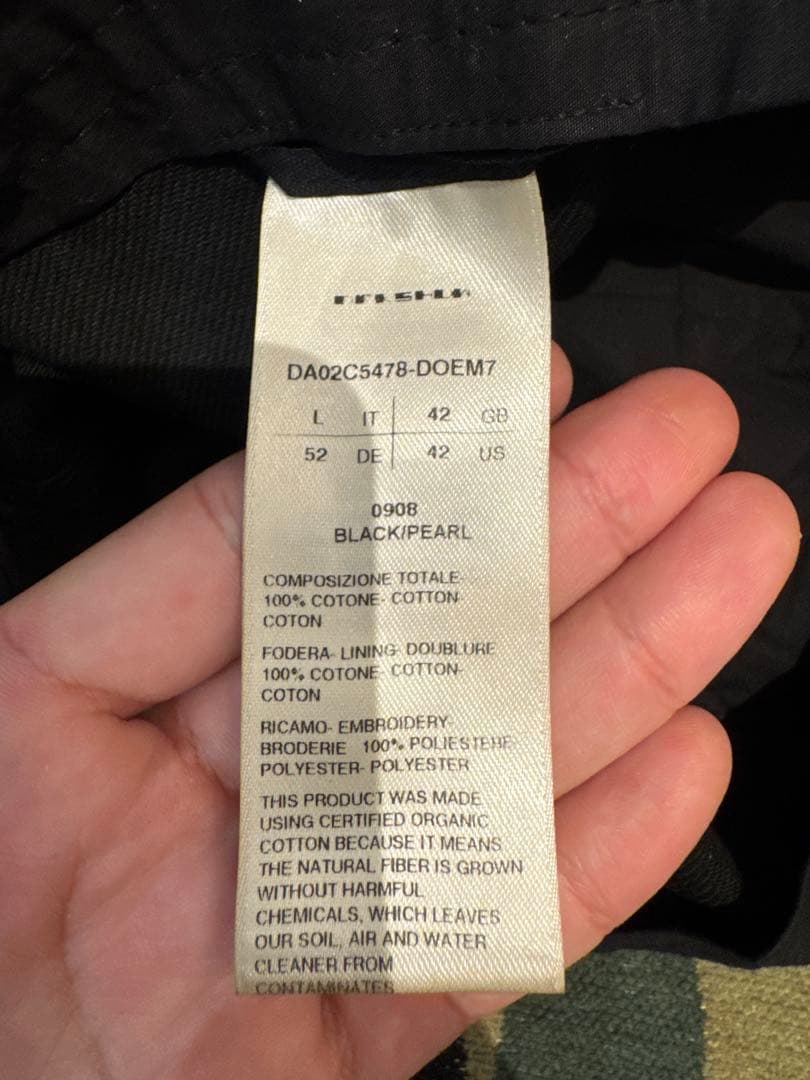 DA02C5478-DOEM7
L IT 42 GB
52 DE 42 US
0908
BLACK/PEARL
COMPOSIZIONE TOTALE-
100% COTONE- COTTON-
COTON
FODERA- LINING- DOUBLURE
100% COTONE- COTTON-
COTON
RICAMO- EMBROIDERY-
BRODERIE 100% POLIESTERE-
POLYESTER- POLYESTER
THIS PRODUCT WAS MADE
USING CERTIFIED ORGANIC
COTTON BECAUSE IT MEANS
THE NATURAL FIBER IS GROWN
WITHOUT HARMFUL
CHEMICALS, WHICH LEAVES
OUR SOIL, AIR AND WATER
CLEANER FROM
CONTAMINATES